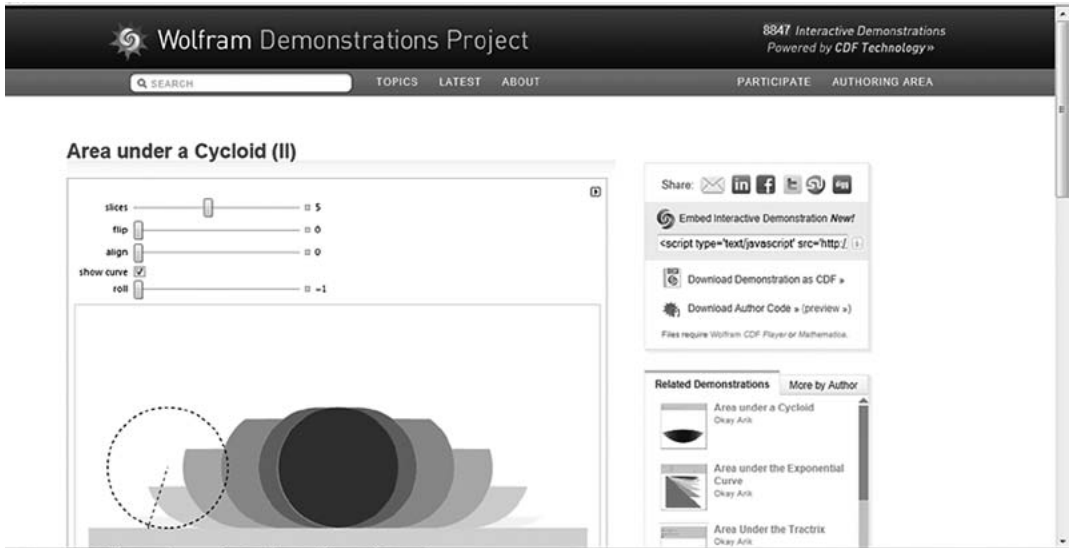 Wolfram Demonstrations Project
8847 Interactive Demonstrations
Powered by CDF Technology »
SEARCH
TOPICS LATEST ABOUT
PARTICIPATE AUTHORING AREA
Area under a Cycloid (II)
slices 5
flip 0
align 0
show curve
roll -1
Share:
Embed Interactive Demonstration New!
<script type='text/javascript' src='http:/
Download Demonstration as CDF »
Download Author Code » (preview »)
Files require Wolfram CDF Player or Mathematica.
Related Demonstrations More by Author
Area under a Cycloid
Okay Arik
Area under the Exponential
Curve
Okay Arik
Area Under the Tractrix
Okay Arik